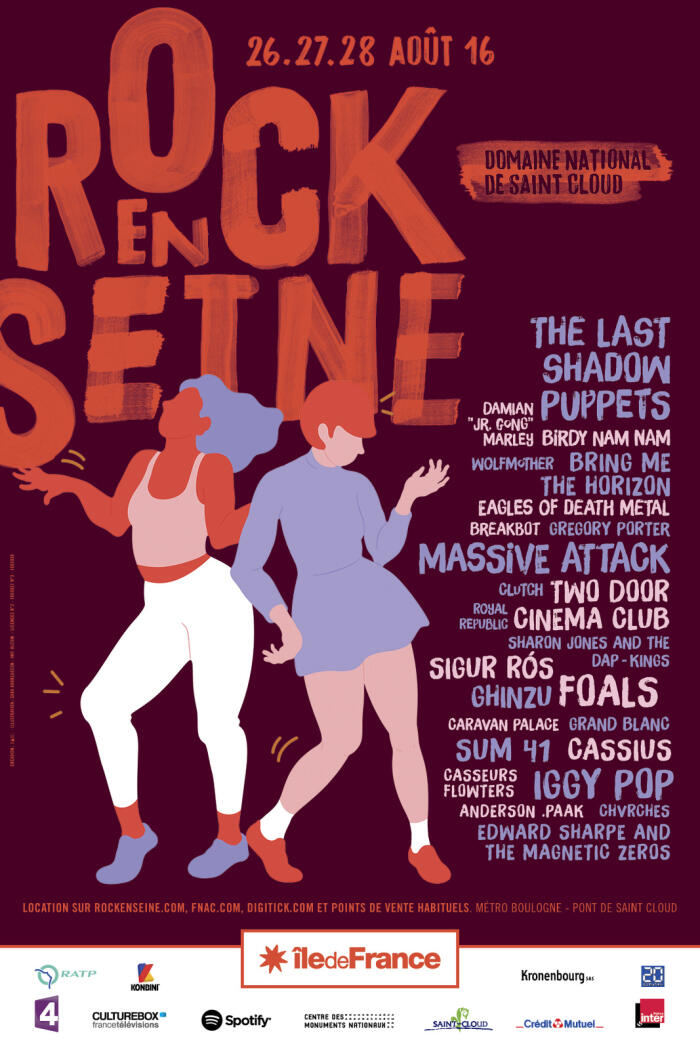 26.27.28 AOÛT 16
ROCK
EN
SEINE
DOMAINE NATIONAL
DE SAINT CLOUD
THE LAST
SHADOW
PUPPETS
DAMIAN
"JR. GONG"
MARLEY BIRDY NAM NAM
WOLFMOTHER BRING ME
THE HORIZON
EAGLES OF DEATH METAL
BREAKBOT GREGORY PORTER
MASSIVE ATTACK
CLUTCH TWO DOOR
CINEMA CLUB
ROYAL
REPUBLIC
SHARON JONES AND THE
DAP-KINGS
SIGUR RÓS
GHINZU FOALS
CARAVAN PALACE GRAND BLANC
SUM 41 CASSIUS
CASSEURS
FLOWTERS IGGY POP
ANDERSON .PAAK CHVRCHES
EDWARD SHARPE AND
THE MAGNETIC ZEROS
LOCATION SUR ROCKENSEINE.COM, FNAC.COM, DIGITICK.COM ET POINTS DE VENTE HABITUELS. MÉTRO BOULOGNE - PONT DE SAINT CLOUD
îledeFrance
RATP
KONBINI
Kronenbourg SAS
20
4
CULTUREBOX
francetélévisions
Spotify
CENTRE DES
MONUMENTS NATIONAUX
SAINT-CLOUD
Crédit Mutuel
france
inter